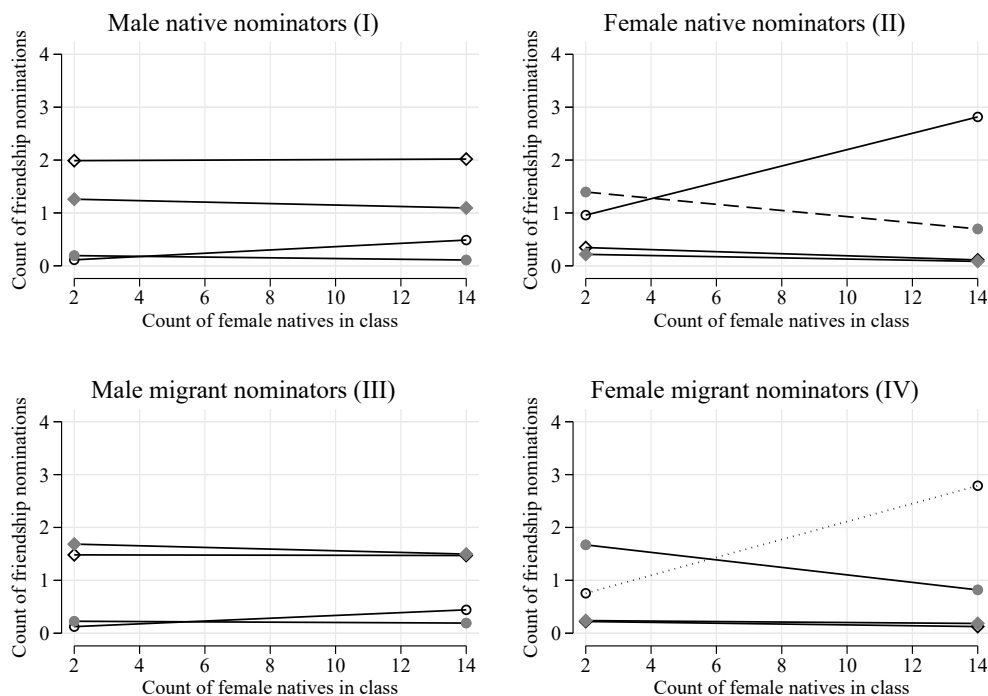 Male native nominators (I)
Count of friendship nominations
4
3
2
1
0
2 4 6 8 10 12 14
Count of female natives in class
Female native nominators (II)
Count of friendship nominations
4
3
2
1
0
2 4 6 8 10 12 14
Count of female natives in class
Male migrant nominators (III)
Count of friendship nominations
4
3
2
1
0
2 4 6 8 10 12 14
Count of female natives in class
Female migrant nominators (IV)
Count of friendship nominations
4
3
2
1
0
2 4 6 8 10 12 14
Count of female natives in class